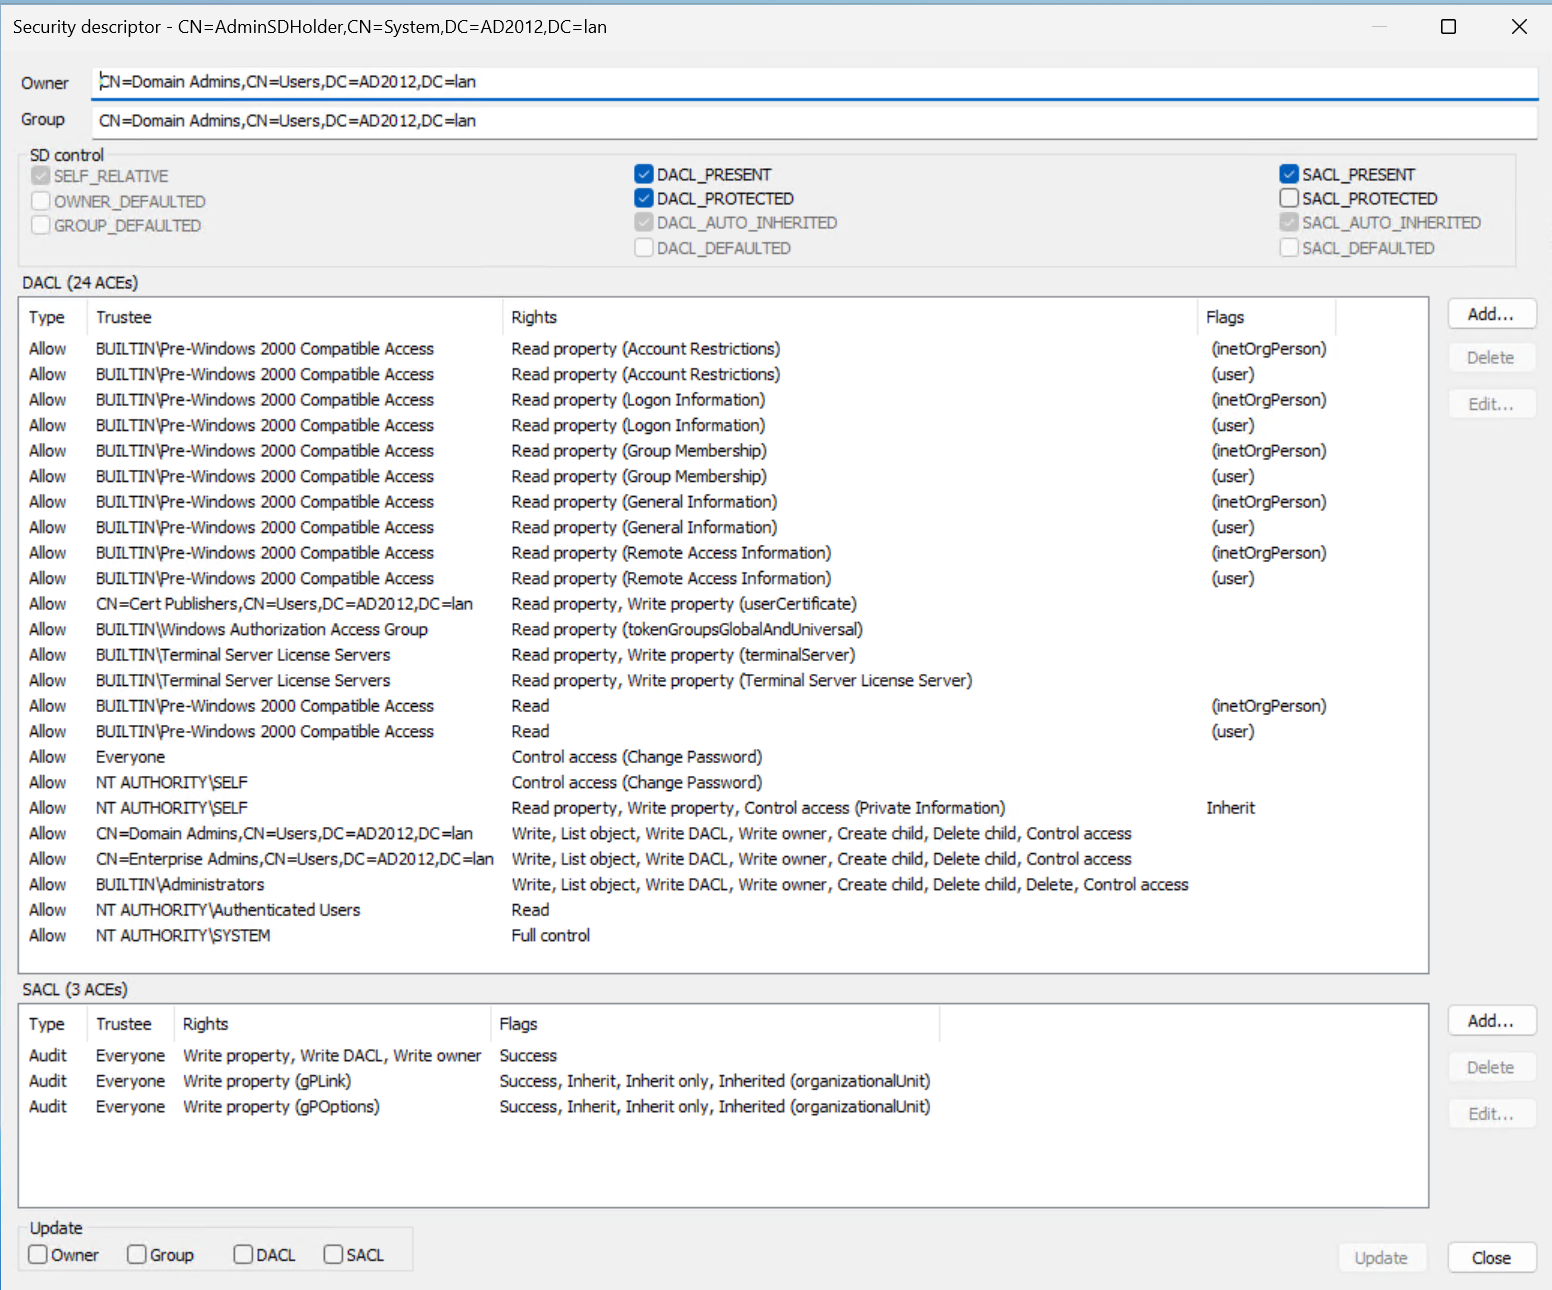 Security descriptor - CN=AdminSDHolder,CN=System,DC=AD2012,DC=lan
Owner CN=Domain Admins,CN=Users,DC=AD2012,DC=lan
Group CN=Domain Admins,CN=Users,DC=AD2012,DC=lan
SD control
SELF_RELATIVE DACL_PRESENT SACL_PRESENT
OWNER_DEFAULTED DACL_PROTECTED SACL_PROTECTED
GROUP_DEFAULTED DACL_AUTO_INHERITED SACL_AUTO_INHERITED
DACL_DEFAULTED SACL_DEFAULTED
DACL (24 ACEs)
Type Trustee Rights Flags Add...
Allow BUILTIN\Pre-Windows 2000 Compatible Access Read property (Account Restrictions) (inetOrgPerson) Delete
Allow BUILTIN\Pre-Windows 2000 Compatible Access Read property (Account Restrictions) (user)
Allow BUILTIN\Pre-Windows 2000 Compatible Access Read property (Logon Information) (inetOrgPerson) Edit...
Allow BUILTIN\Pre-Windows 2000 Compatible Access Read property (Logon Information) (user)
Allow BUILTIN\Pre-Windows 2000 Compatible Access Read property (Group Membership) (inetOrgPerson)
Allow BUILTIN\Pre-Windows 2000 Compatible Access Read property (Group Membership) (user)
Allow BUILTIN\Pre-Windows 2000 Compatible Access Read property (General Information) (inetOrgPerson)
Allow BUILTIN\Pre-Windows 2000 Compatible Access Read property (General Information) (user)
Allow BUILTIN\Pre-Windows 2000 Compatible Access Read property (Remote Access Information) (inetOrgPerson)
Allow BUILTIN\Pre-Windows 2000 Compatible Access Read property (Remote Access Information) (user)
Allow CN=Cert Publishers,CN=Users,DC=AD2012,DC=lan Read property, Write property (userCertificate)
Allow BUILTIN\Windows Authorization Access Group Read property (tokenGroupsGlobalAndUniversal)
Allow BUILTIN\Terminal Server License Servers Read property, Write property (terminalServer)
Allow BUILTIN\Terminal Server License Servers Read property, Write property (Terminal Server License Server)
Allow BUILTIN\Pre-Windows 2000 Compatible Access Read (inetOrgPerson)
Allow BUILTIN\Pre-Windows 2000 Compatible Access Read (user)
Allow Everyone Control access (Change Password)
Allow NT AUTHORITY\SELF Control access (Change Password)
Allow NT AUTHORITY\SELF Read property, Write property, Control access (Private Information) Inherit
Allow CN=Domain Admins,CN=Users,DC=AD2012,DC=lan Write, List object, Write DACL, Write owner, Create child, Delete child, Control access
Allow CN=Enterprise Admins,CN=Users,DC=AD2012,DC=lan Write, List object, Write DACL, Write owner, Create child, Delete child, Control access
Allow BUILTIN\Administrators Write, List object, Write DACL, Write owner, Create child, Delete child, Delete, Control access
Allow NT AUTHORITY\Authenticated Users Read
Allow NT AUTHORITY\SYSTEM Full control
SACL (3 ACEs)
Type Trustee Rights Flags Add...
Audit Everyone Write property, Write DACL, Write owner Success
Audit Everyone Write property (gPLink) Success, Inherit, Inherit only, Inherited (organizationalUnit) Delete
Audit Everyone Write property (gPOptions) Success, Inherit, Inherit only, Inherited (organizationalUnit) Edit...
Update
Owner Group DACL SACL Update Close